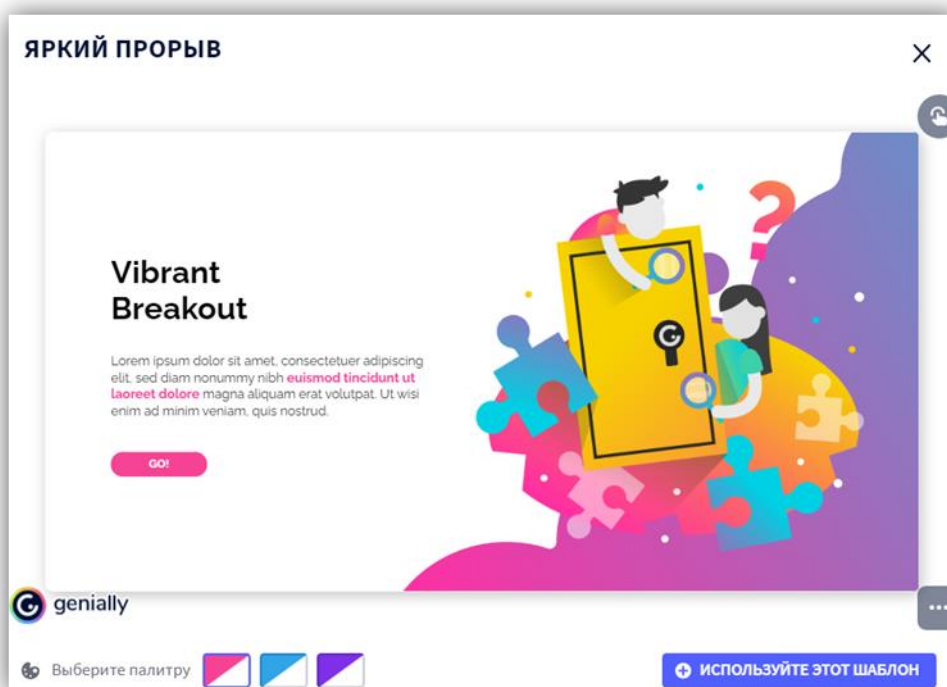 ЯРКИЙ ПРОРЫВ
Vibrant
Breakout
Lorem ipsum dolor sit amet, consectetuer adipiscing
elit, sed diam nonummy nibh euismod tincidunt ut
laoreet dolore magna aliquam erat volutpat. Ut wisi
enim ad minim veniam, quis nostrud.
GO!
genially
Выберите палитру
ИСПОЛЬЗУЙТЕ ЭТОТ ШАБЛОН